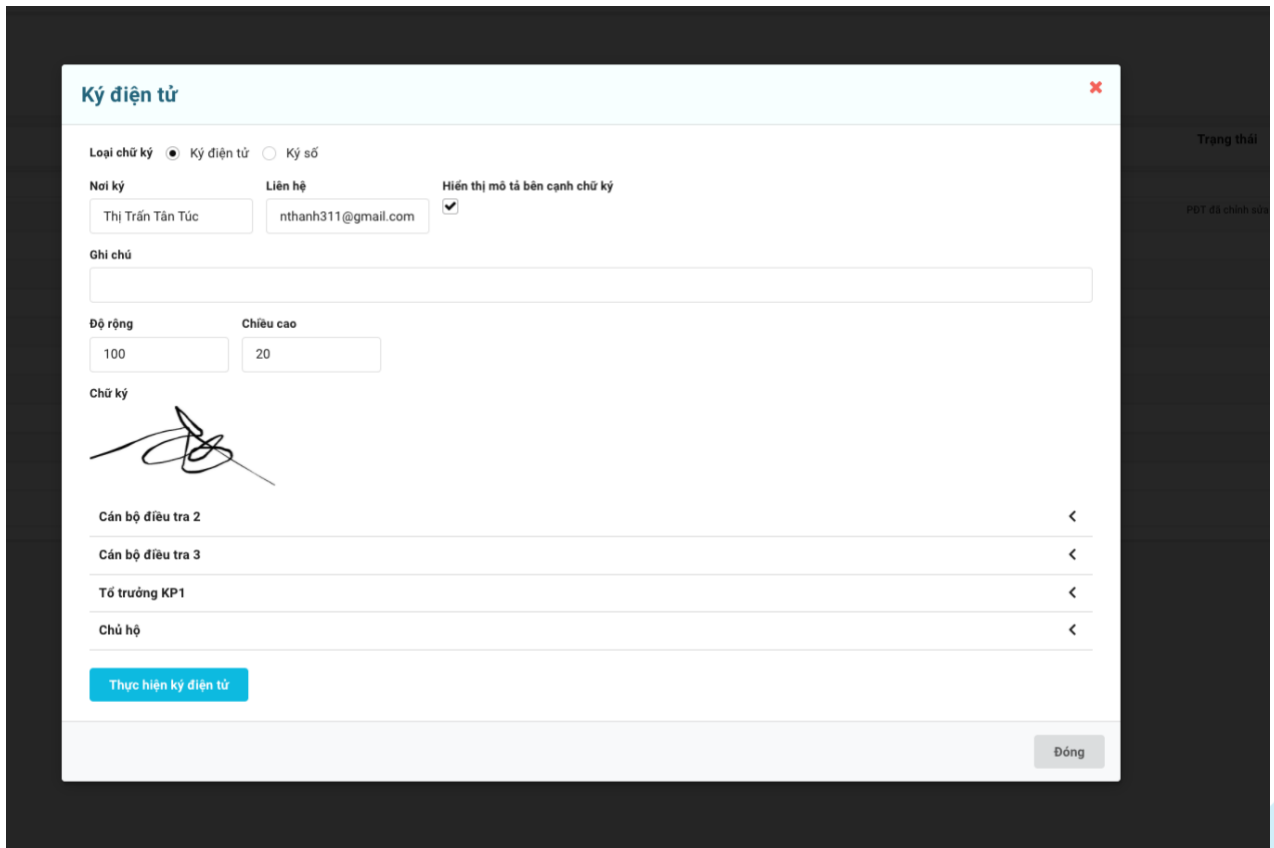 Ký điện tử
Trạng thái
Loại chữ ký Ký điện tử Ký số
Nơi ký Liên hệ Hiển thị mô tả bên cạnh chữ ký
Thị Trấn Tân Túc nthanh311@gmail.com
PĐT đã chỉnh sửa
Ghi chú
Độ rộng Chiều cao
100 20
Chữ ký
Cán bộ điều tra 2
Cán bộ điều tra 3
Tổ trưởng KP1
Chủ hộ
Thực hiện ký điện tử
Đóng